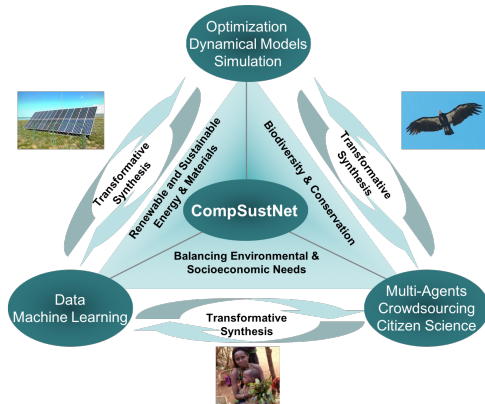 Optimization
Dynamical Models
Simulation
Transformative
Synthesis
Renewable and Sustainable
Energy & Materials
Biodiversity & Conservation
Transformative
Synthesis
CompSustNet
Balancing Environmental &
Socioeconomic Needs
Data
Machine Learning
Transformative
Synthesis
Multi-Agents
Crowdsourcing
Citizen Science